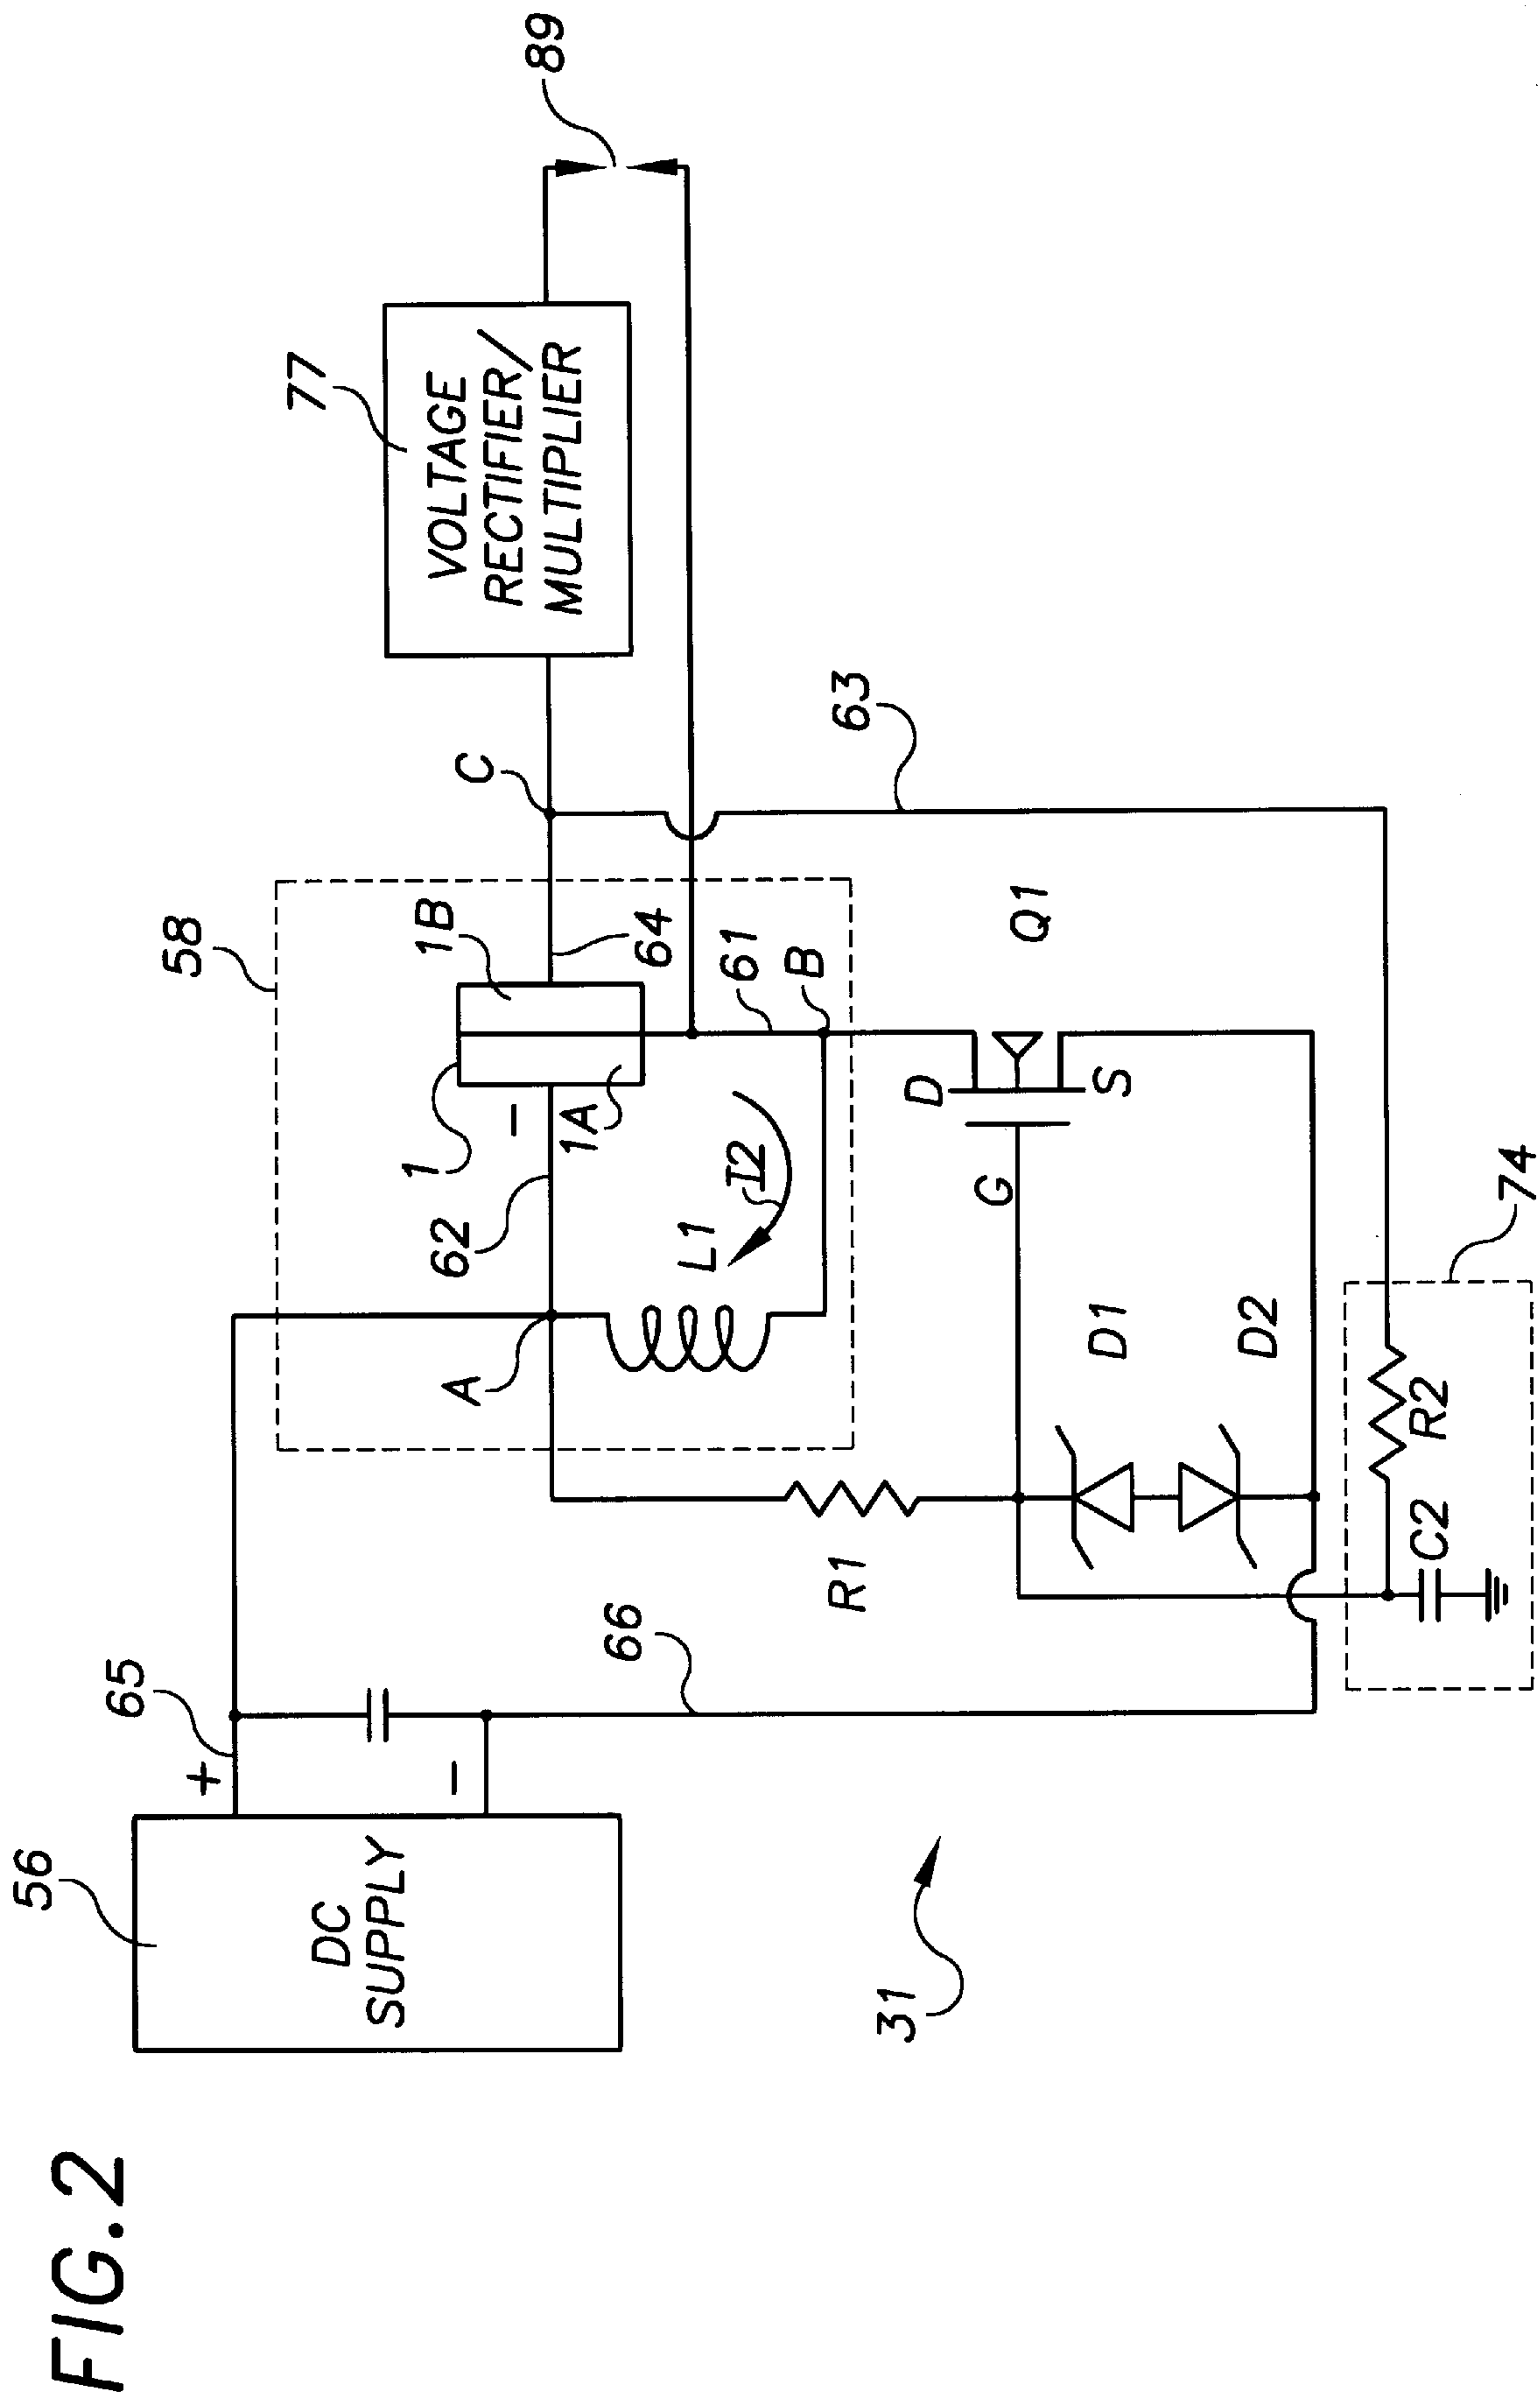 FIG.2
56
DC
SUPPLY
+
65
−
66
31
58
A
L1
I2
62
−
1
1A
1B
64
61
B
C
77
VOLTAGE
RECTIFIER/
MULTIPLIER
89
63
R1
G
D
S
Q1
D1
D2
C2
R2
74